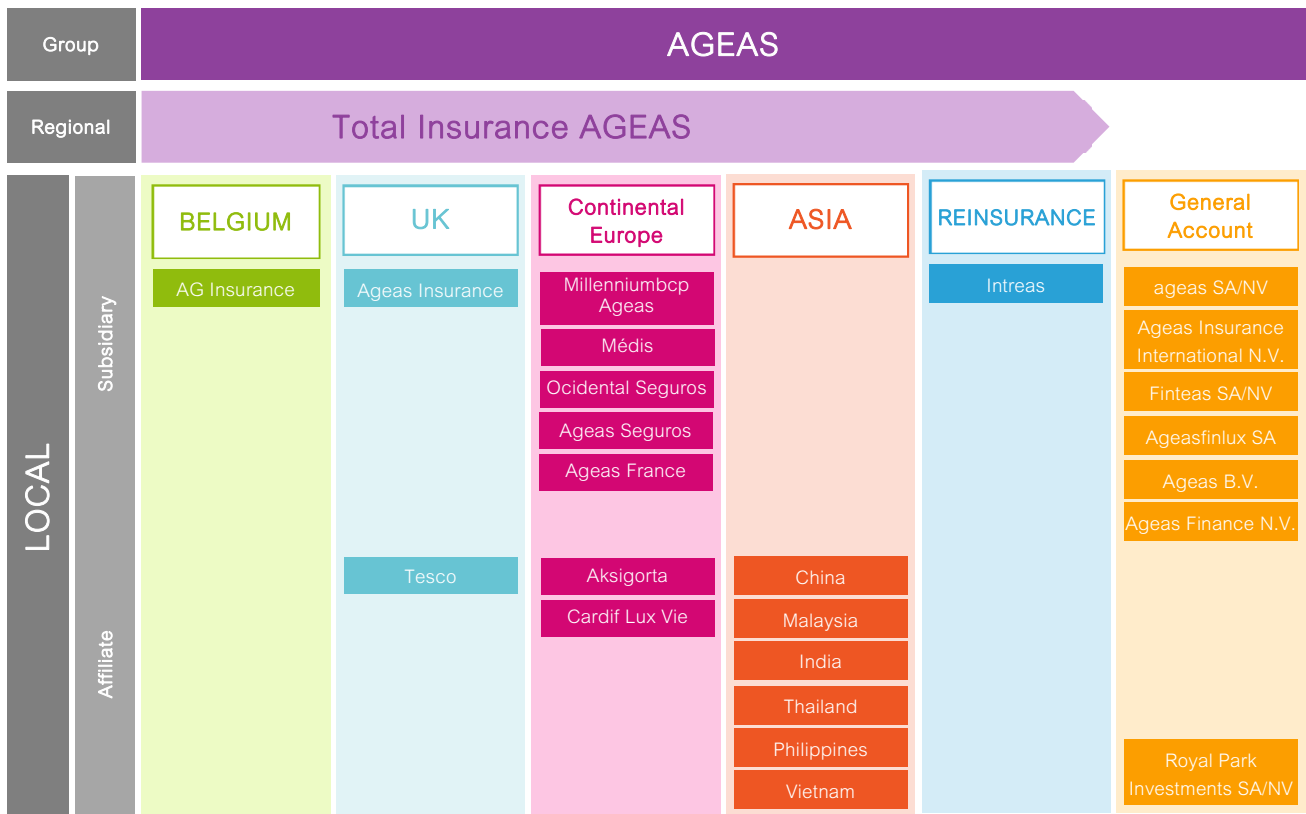 Group
AGEAS
Regional
Total Insurance AGEAS
LOCAL
Subsidiary
Affiliate
BELGIUM
AG Insurance
UK
Ageas Insurance
Tesco
Continental
Europe
Millenniumbcp
Ageas
Médis
Ocidental Seguros
Ageas Seguros
Ageas France
Aksigorta
Cardif Lux Vie
ASIA
China
Malaysia
India
Thailand
Philippines
Vietnam
REINSURANCE
Intreas
General
Account
ageas SA/NV
Ageas Insurance
International N.V.
Finteas SA/NV
Ageasfinlux SA
Ageas B.V.
Ageas Finance N.V.
Royal Park
Investments SA/NV